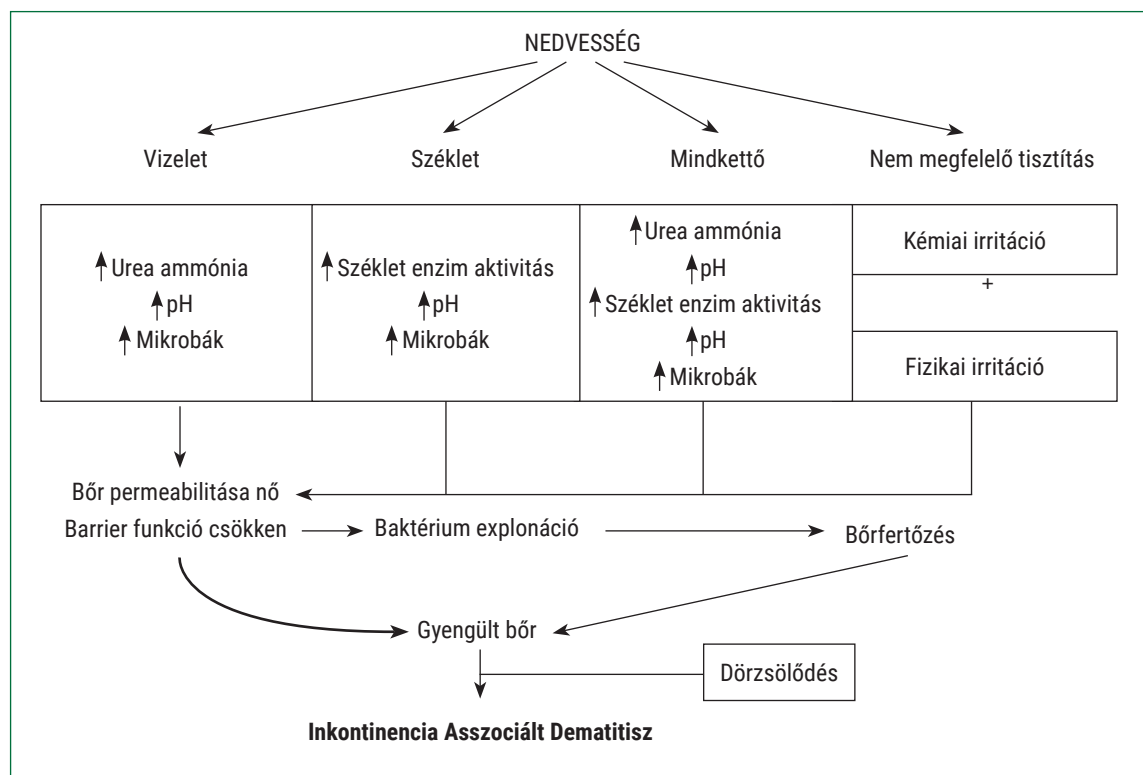 NEDVESSÉG
Vizelet
Széklet
Mindkettő
Nem megfelelő tisztítás
Urea ammónia
pH
Mikrobák
Széklet enzim aktivitás
pH
Mikrobák
Urea ammónia
pH
Széklet enzim aktivitás
pH
Mikrobák
Kémiai irritáció
+
Fizikai irritáció
Bőr permeabilitása nő
Barrier funkció csökken
Baktérium explonáció
Bőrfertőzés
Gyengült bőr
Dörzsölődés
Inkontinencia Asszociált Dematitisz